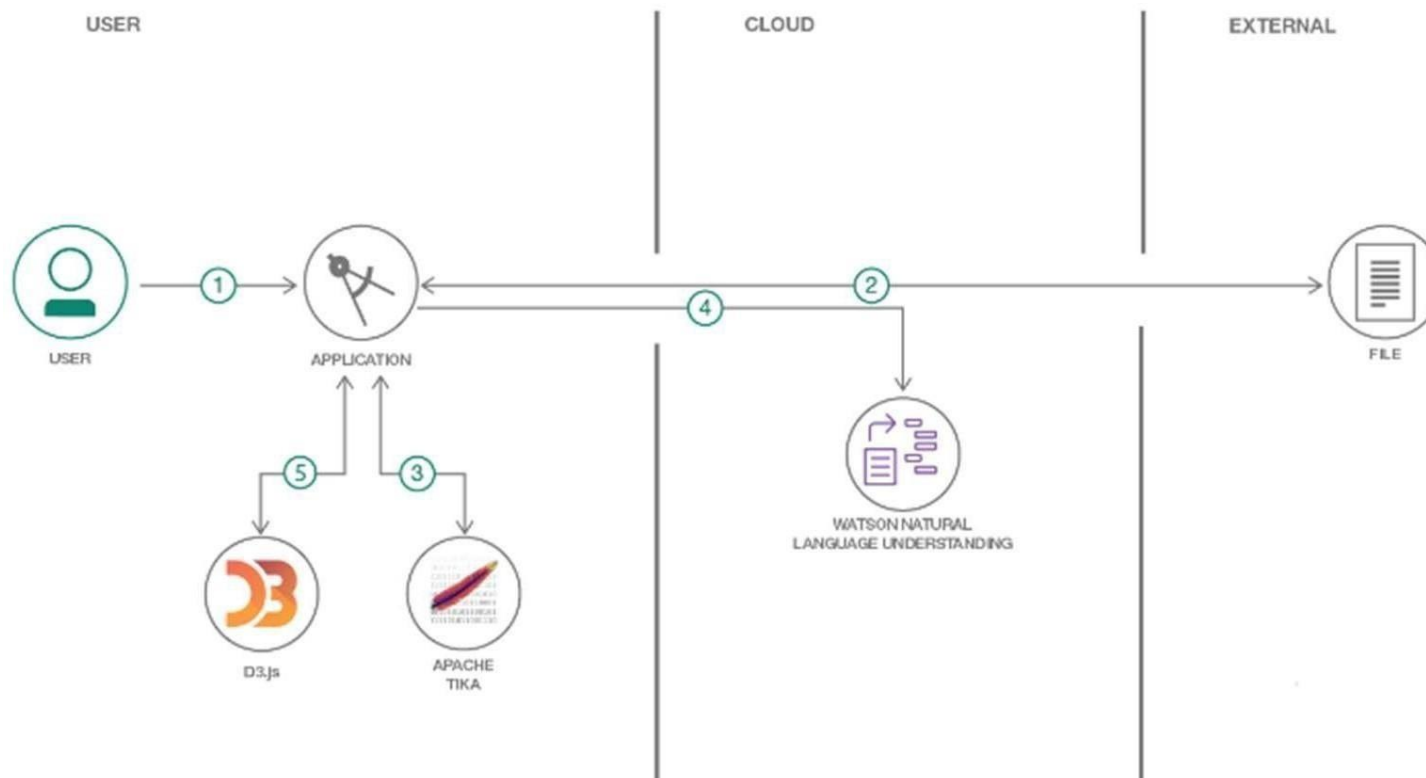 USER
CLOUD
EXTERNAL
1
2
4
USER
APPLICATION
FILE
5
3
WATSON NATURAL
LANGUAGE UNDERSTANDING
D3
D3.js
APACHE
TIKA